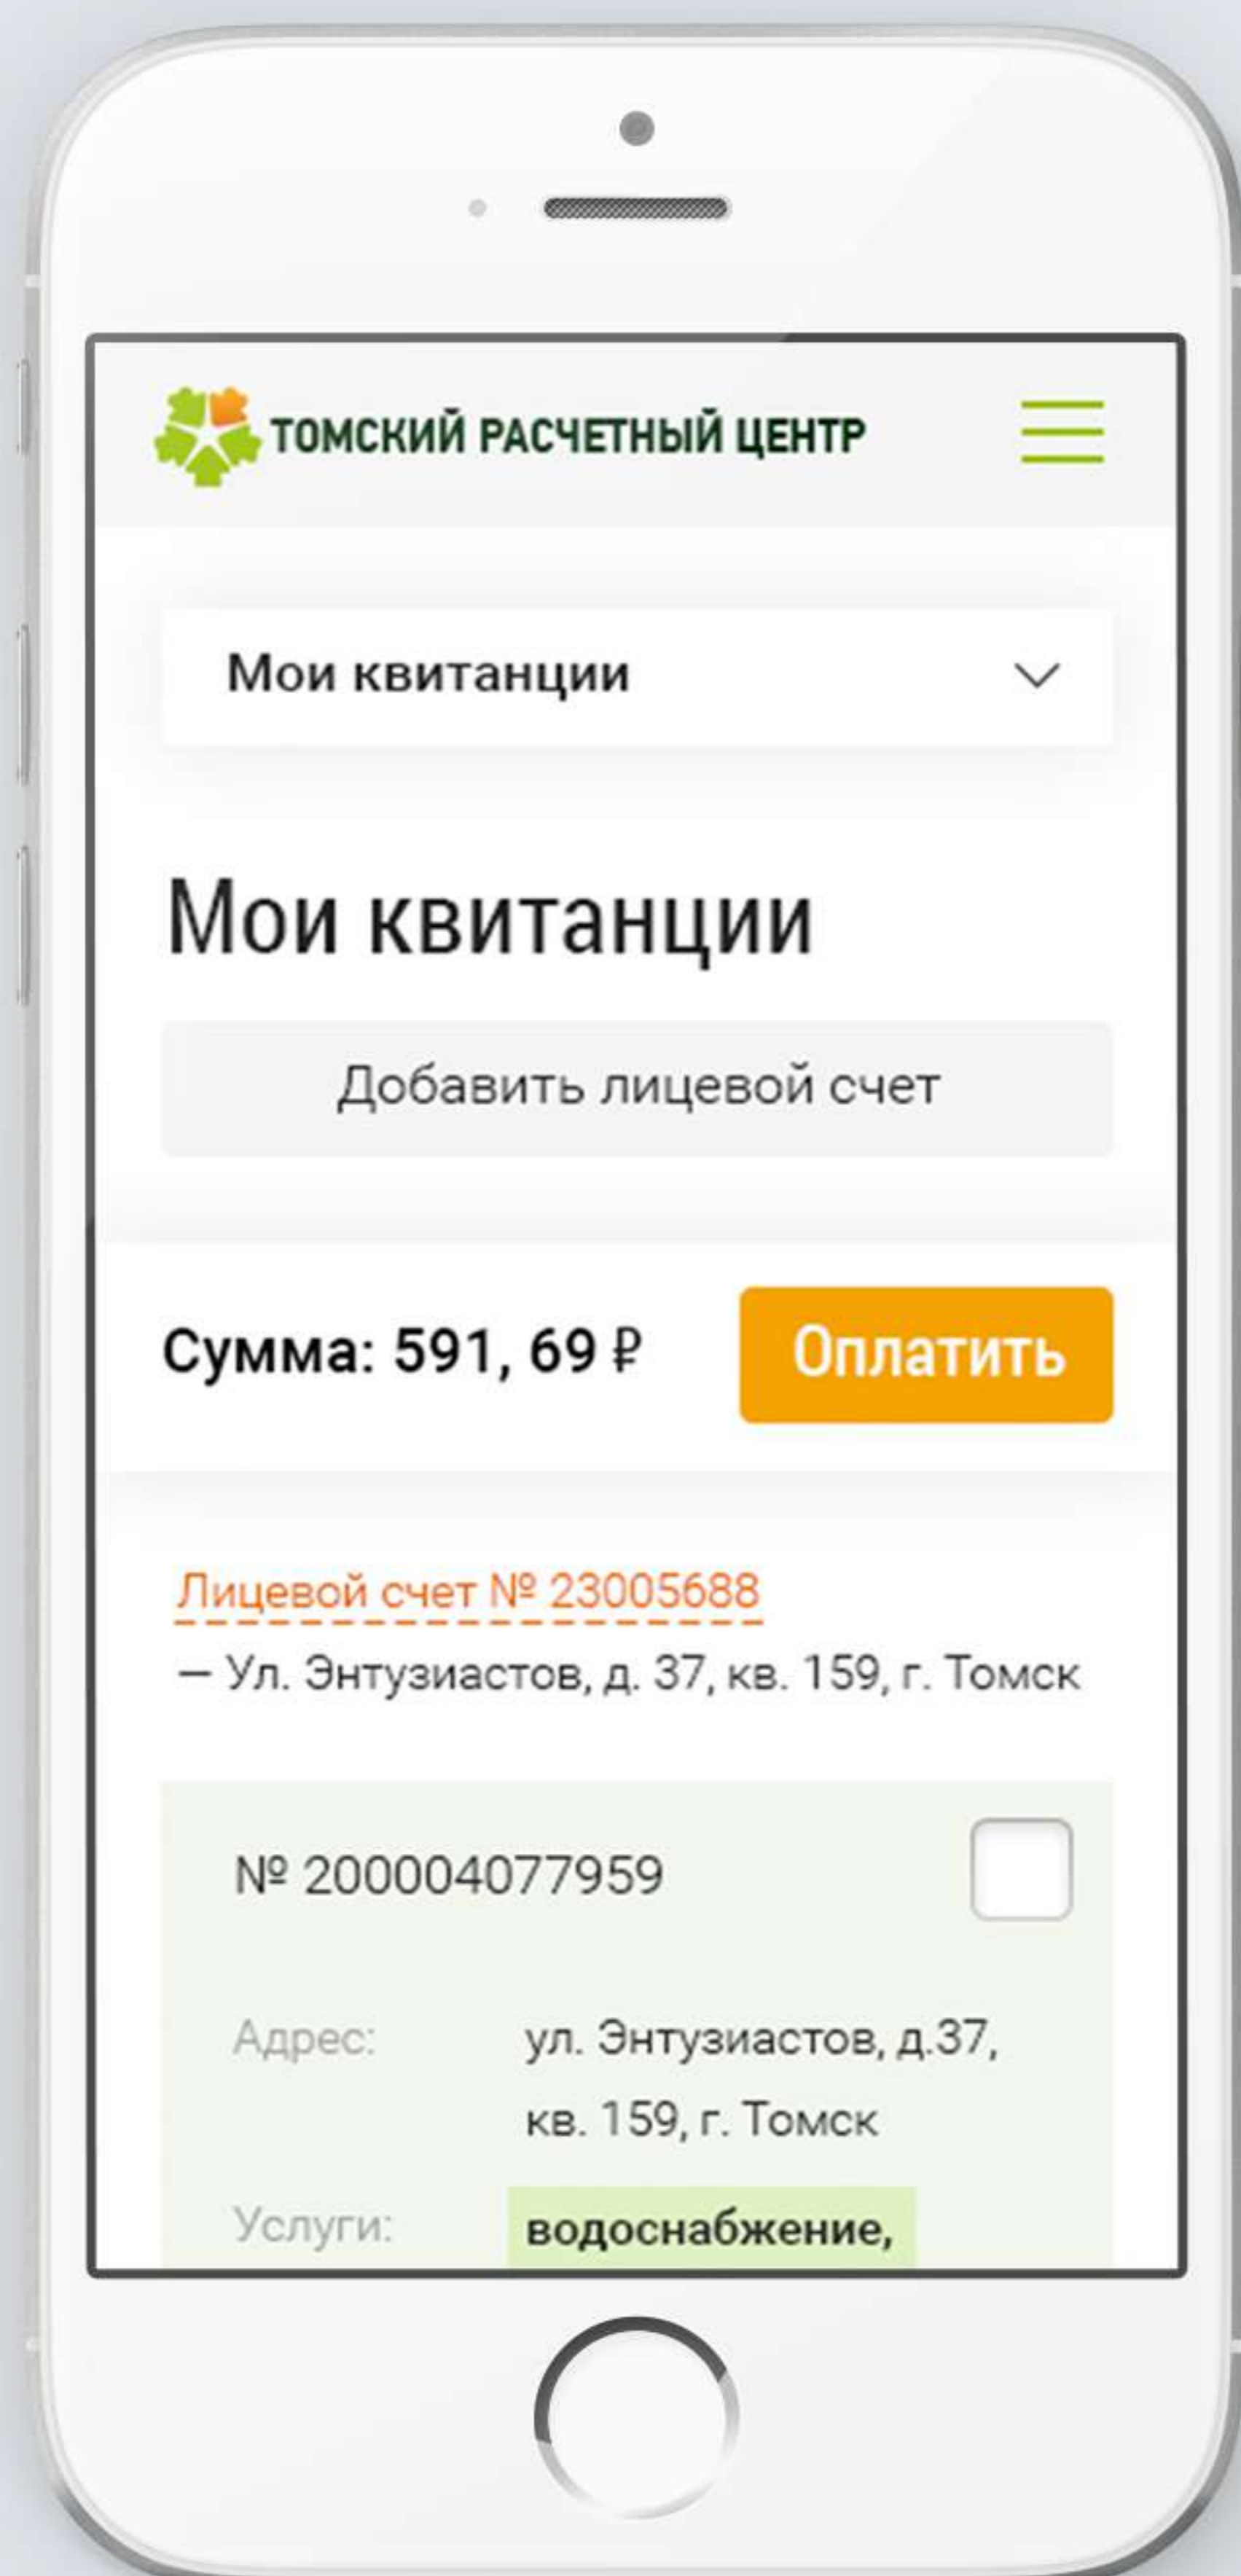 ТОМСКИЙ РАСЧЕТНЫЙ ЦЕНТР
Мои квитанции
Мои квитанции
Добавить лицевой счет
Сумма: 591, 69 ₽
Оплатить
Лицевой счет № 23005688
— Ул. Энтузиастов, д. 37, кв. 159, г. Томск
№ 200004077959
Адрес: ул. Энтузиастов, д.37,
кв. 159, г. Томск
Услуги: водоснабжение,